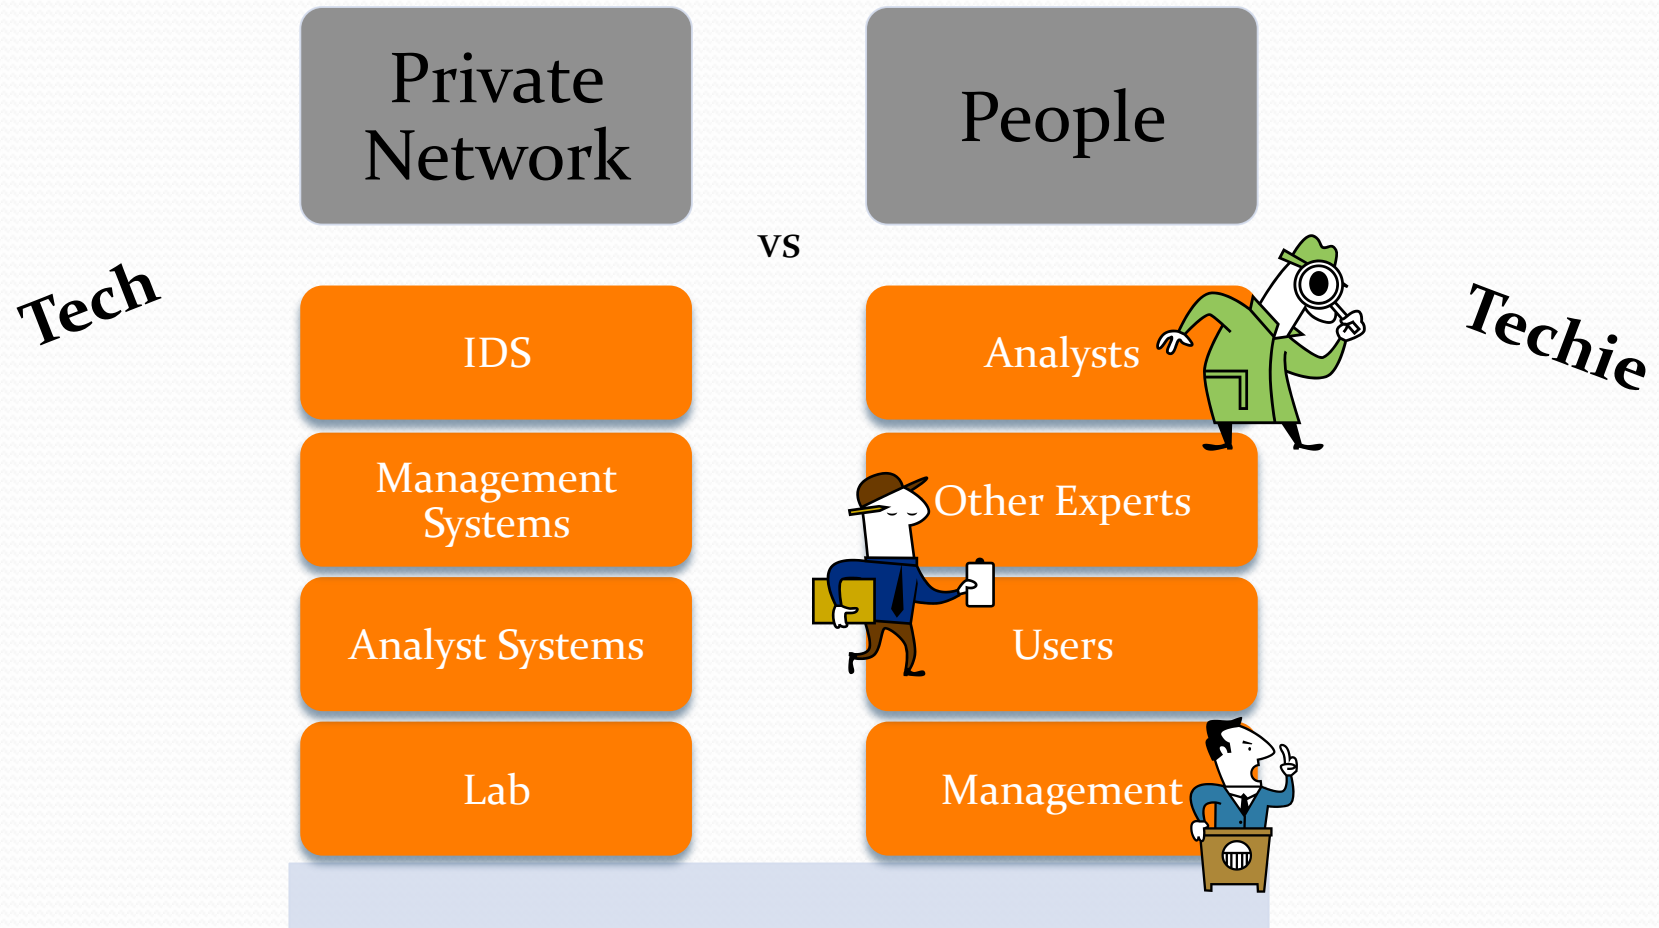 Private
Network
People
vs
Tech
Techie
IDS
Analysts
Management
Systems
Other Experts
Analyst Systems
Users
Lab
Management